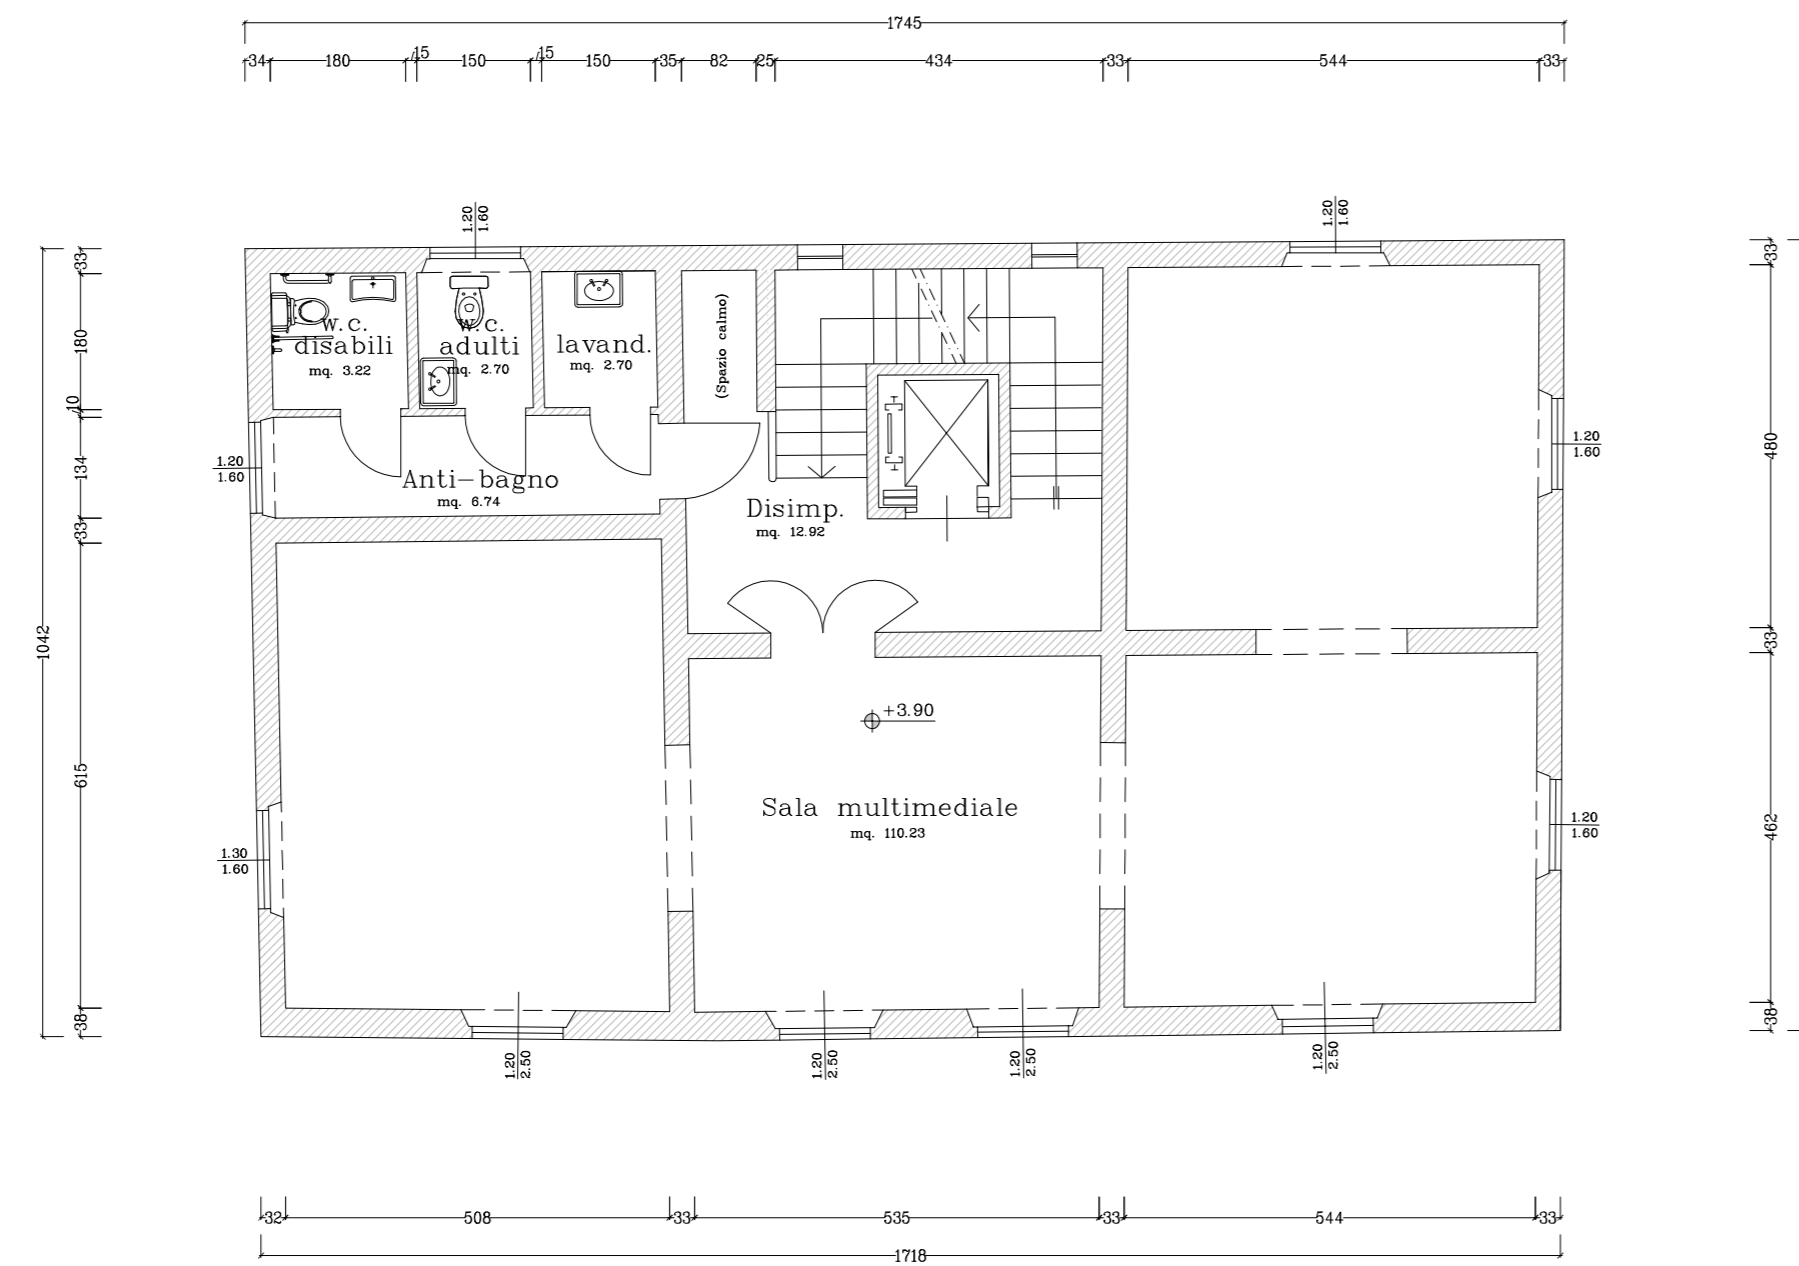 1745
34 180 15 150 15 150 35 82 25 434 33 544 33
1.20
1.60
1.20
1.60
33
180
10
134
33
615
38
1042
33
480
33
462
38
w.c.
disabili
mq. 3.22
w.c.
adulti
mq. 2.70
lavand.
mq. 2.70
(Spazio calmo)
1.20
1.60
Anti-bagno
mq. 6.74
Disimp.
mq. 12.92
1.20
1.60
+3.90
Sala multimediale
mq. 110.23
1.30
1.60
1.20
1.60
1.20
2.50
1.20
2.50
1.20
2.50
1.20
2.50
32 508 33 535 33 544 33
1718